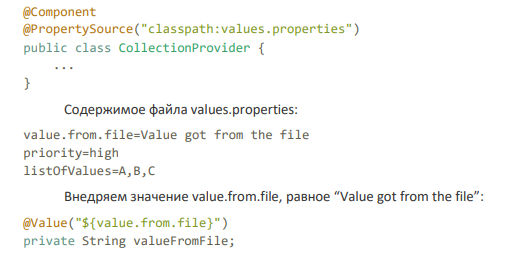 @Component
@PropertySource("classpath:values.properties")
public class CollectionProvider {
    ...
}
Содержимое файла values.properties:
value.from.file=Value got from the file
priority=high
listOfValues=A,B,C
Внедряем значение value.from.file, равное “Value got from the file”:
@Value("${value.from.file}")
private String valueFromFile;